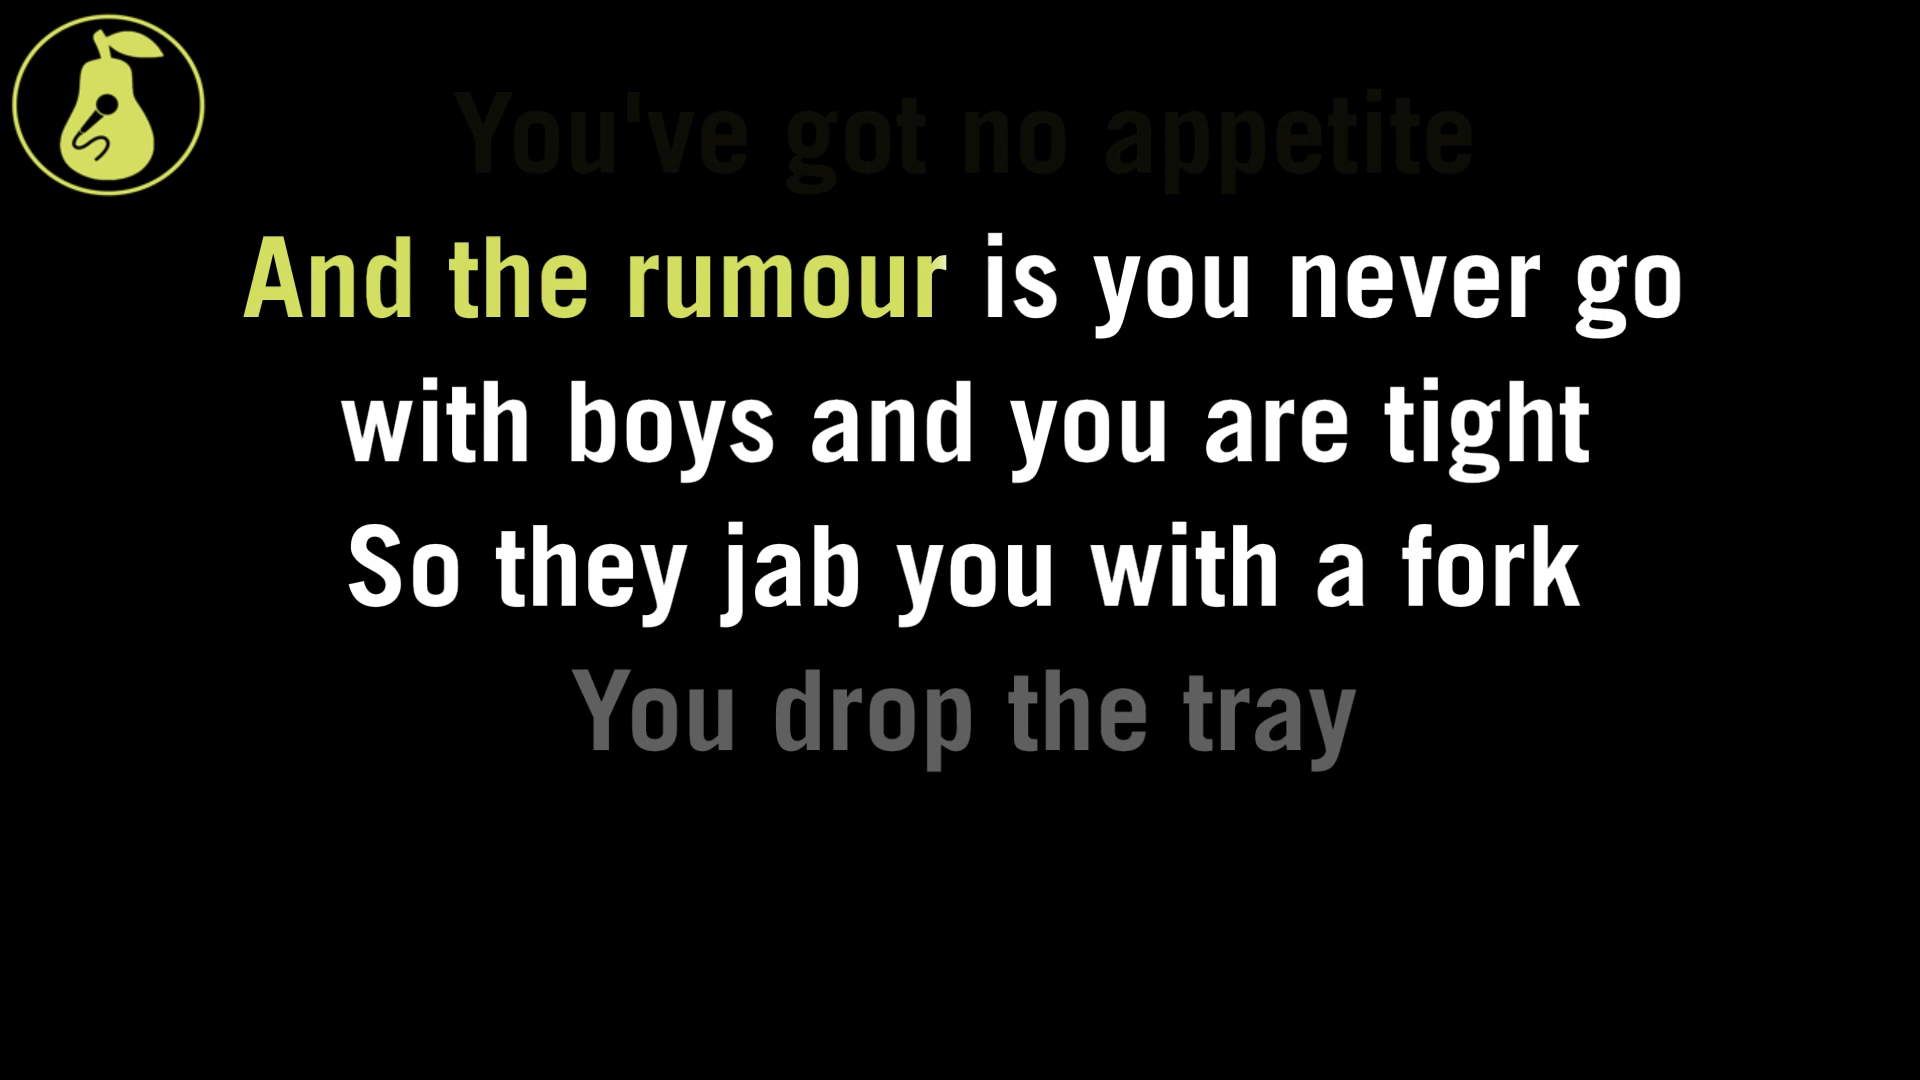 You've got no appetite
And the rumour is you never go
with boys and you are tight
So they jab you with a fork
You drop the tray